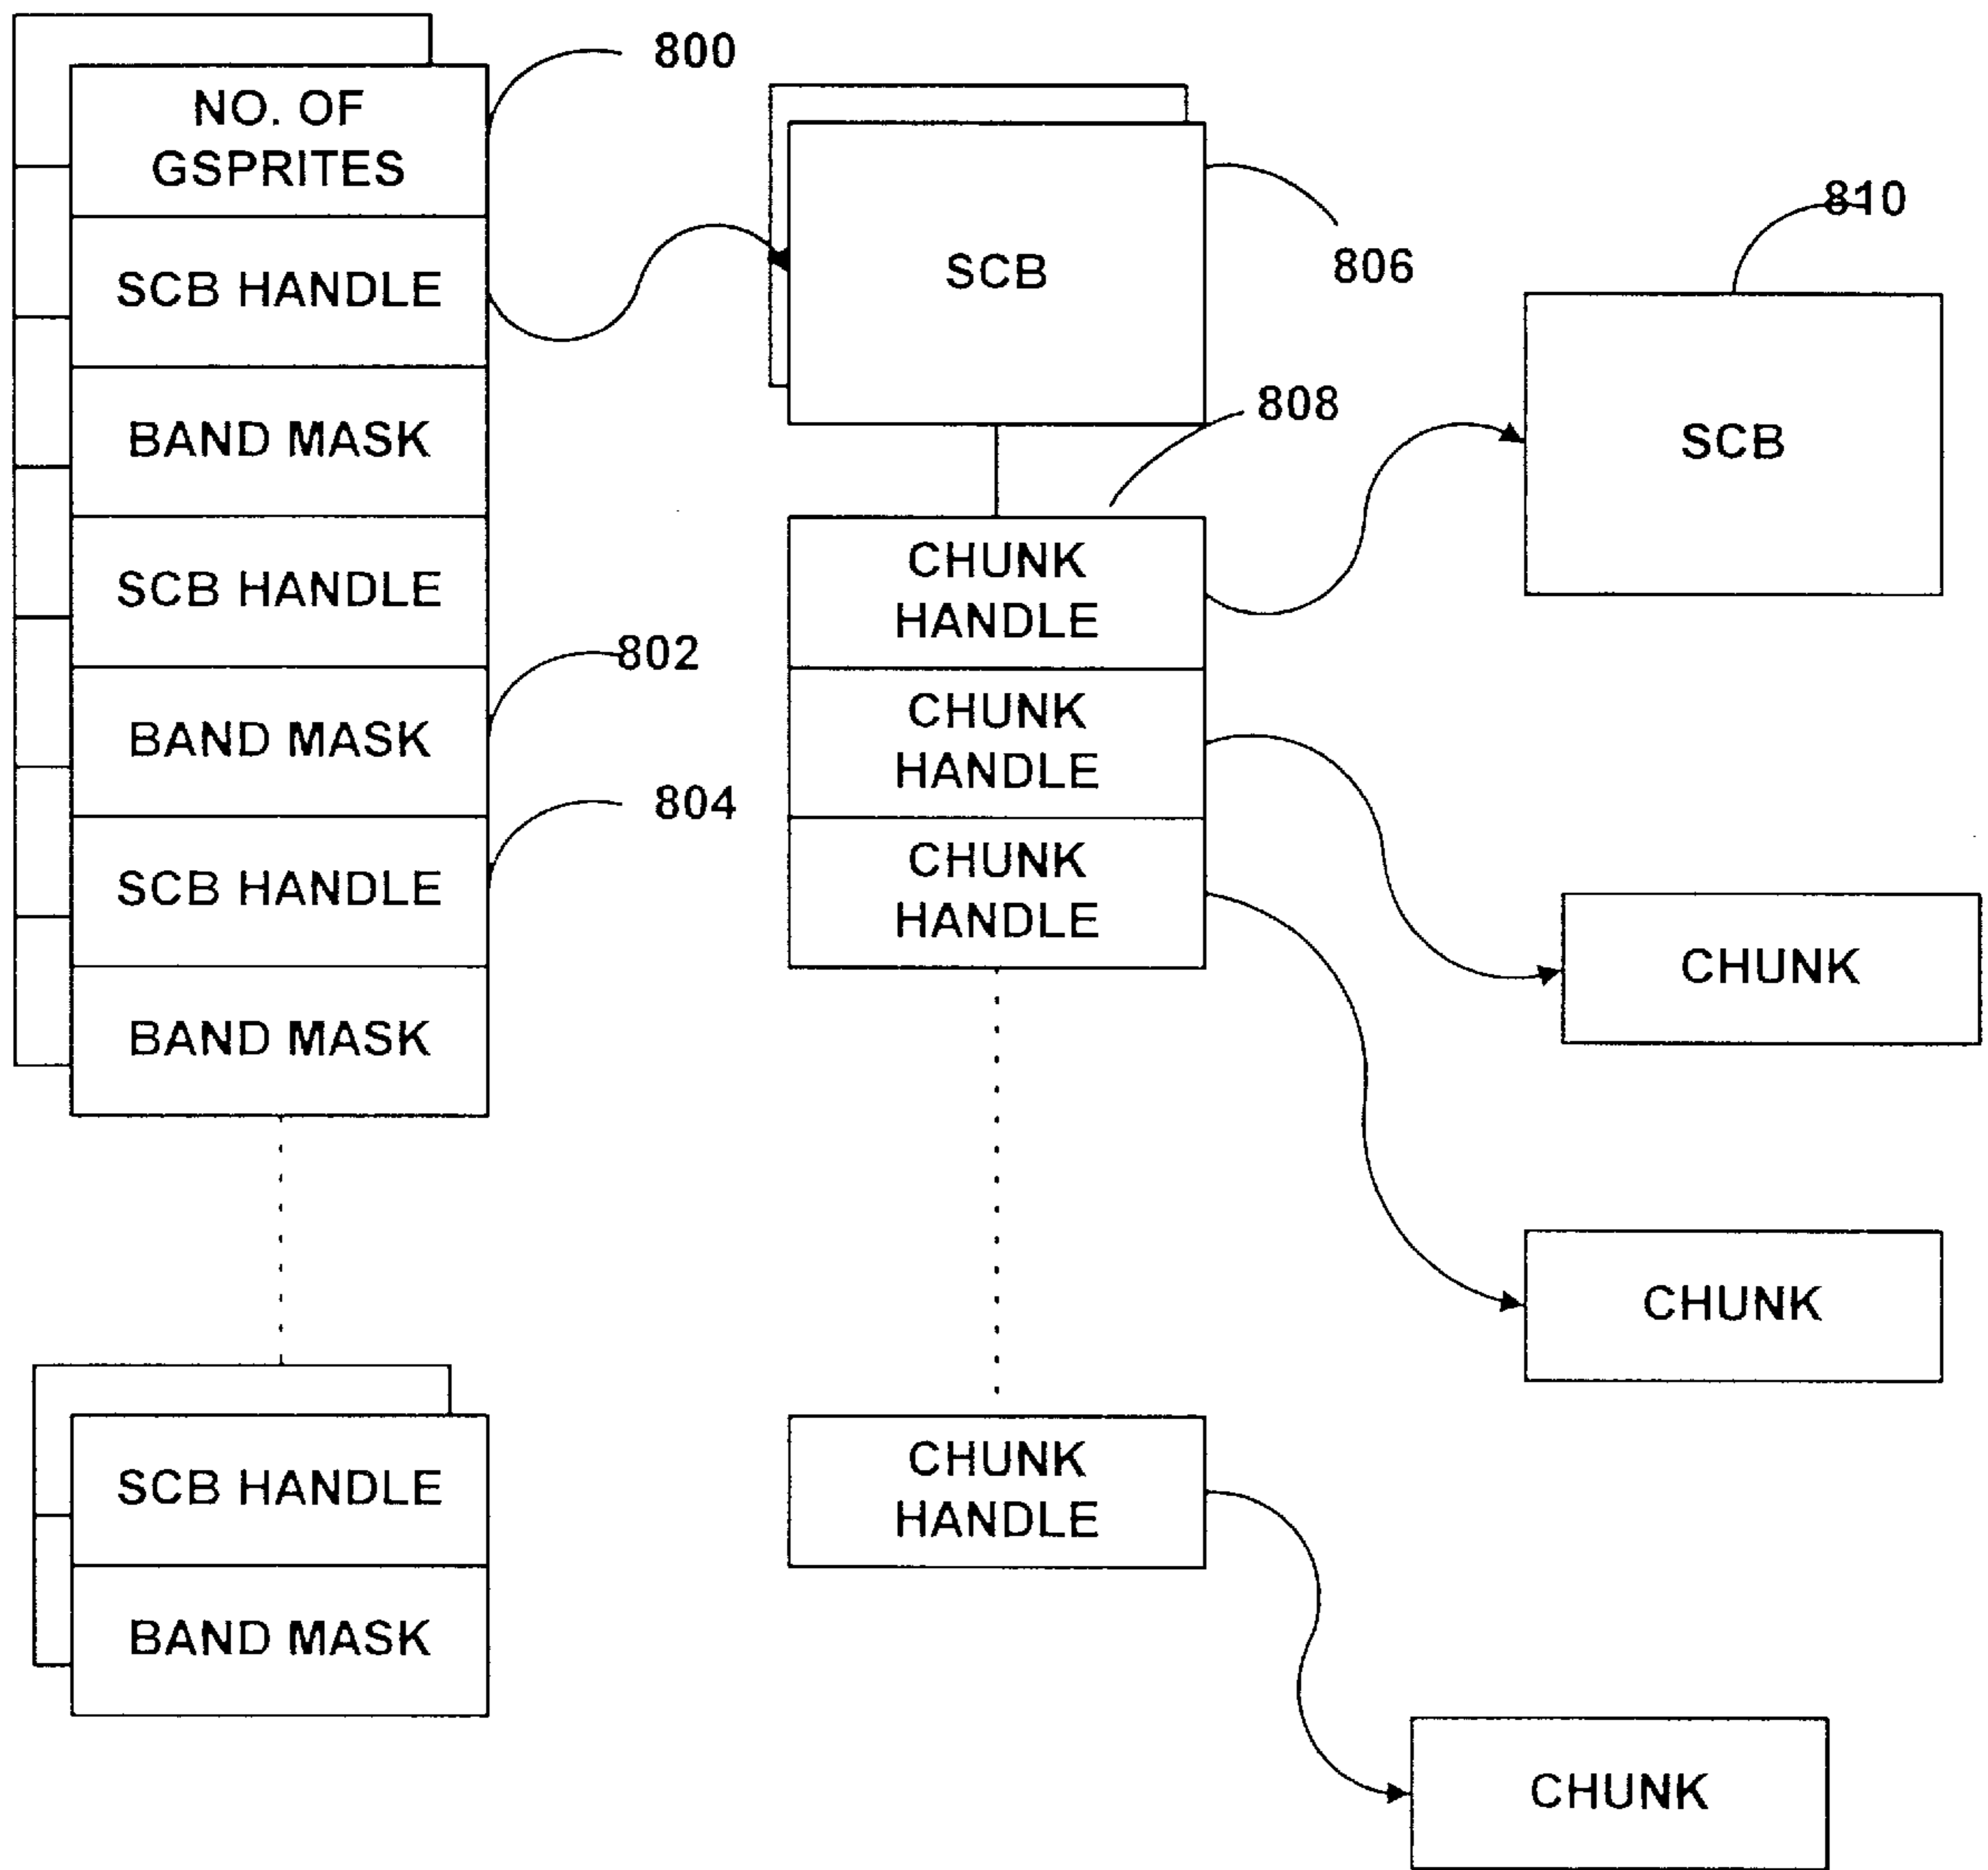 800
NO. OF
GSPRITES
SCB HANDLE
BAND MASK
SCB HANDLE
802
BAND MASK
804
SCB HANDLE
BAND MASK
SCB HANDLE
BAND MASK
SCB
806
808
CHUNK
HANDLE
CHUNK
HANDLE
CHUNK
HANDLE
CHUNK
HANDLE
810
SCB
CHUNK
CHUNK
CHUNK